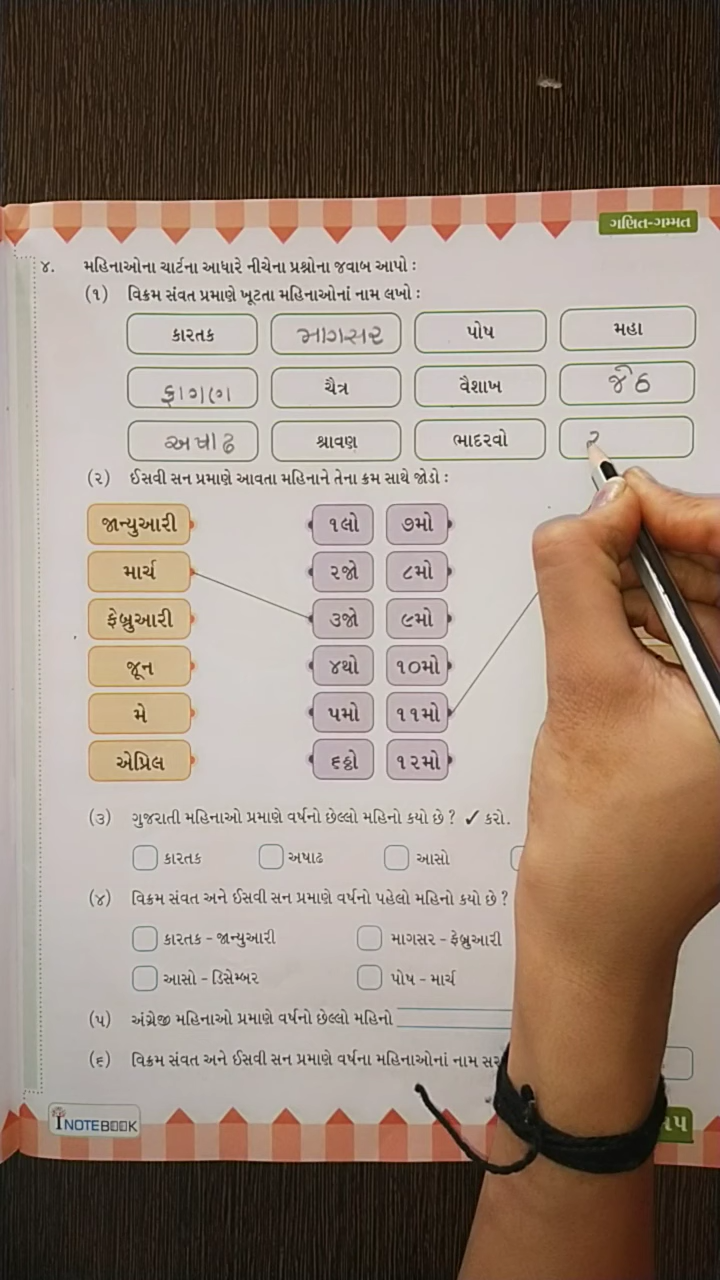 ગણિત-ગમ્મત
૪. મહિનાઓના ચાર્ટના આધારે નીચેના પ્રશ્નોના જવાબ આપો :
(૧) વિક્રમ સંવત પ્રમાણે ખૂટતા મહિનાઓનાં નામ લખો :
કારતક માગસર પોષ મહા
ફાગણ ચૈત્ર વૈશાખ જેઠ
અષાઢ શ્રાવણ ભાદરવો
(૨) ઈસવી સન પ્રમાણે આવતા મહિનાને તેના ક્રમ સાથે જોડો :
જાન્યુઆરી ૧લો ૭મો
માર્ચ ૨જો ૮મો
ફેબ્રુઆરી ૩જો ૯મો
જૂન ૪થો ૧૦મો
મે ૫મો ૧૧મો
એપ્રિલ ૬ઠ્ઠો ૧૨મો
(૩) ગુજરાતી મહિનાઓ પ્રમાણે વર્ષનો છેલ્લો મહિનો કયો છે ? ✓ કરો.
કારતક અષાઢ આસો
(૪) વિક્રમ સંવત અને ઈસવી સન પ્રમાણે વર્ષનો પહેલો મહિનો કયો છે ?
કારતક - જાન્યુઆરી માગસર - ફેબ્રુઆરી
આસો - ડિસેમ્બર પોષ - માર્ચ
(૫) અંગ્રેજી મહિનાઓ પ્રમાણે વર્ષનો છેલ્લો મહિનો
(૬) વિક્રમ સંવત અને ઈસવી સન પ્રમાણે વર્ષના મહિનાઓનાં નામ
INOTEBOOK